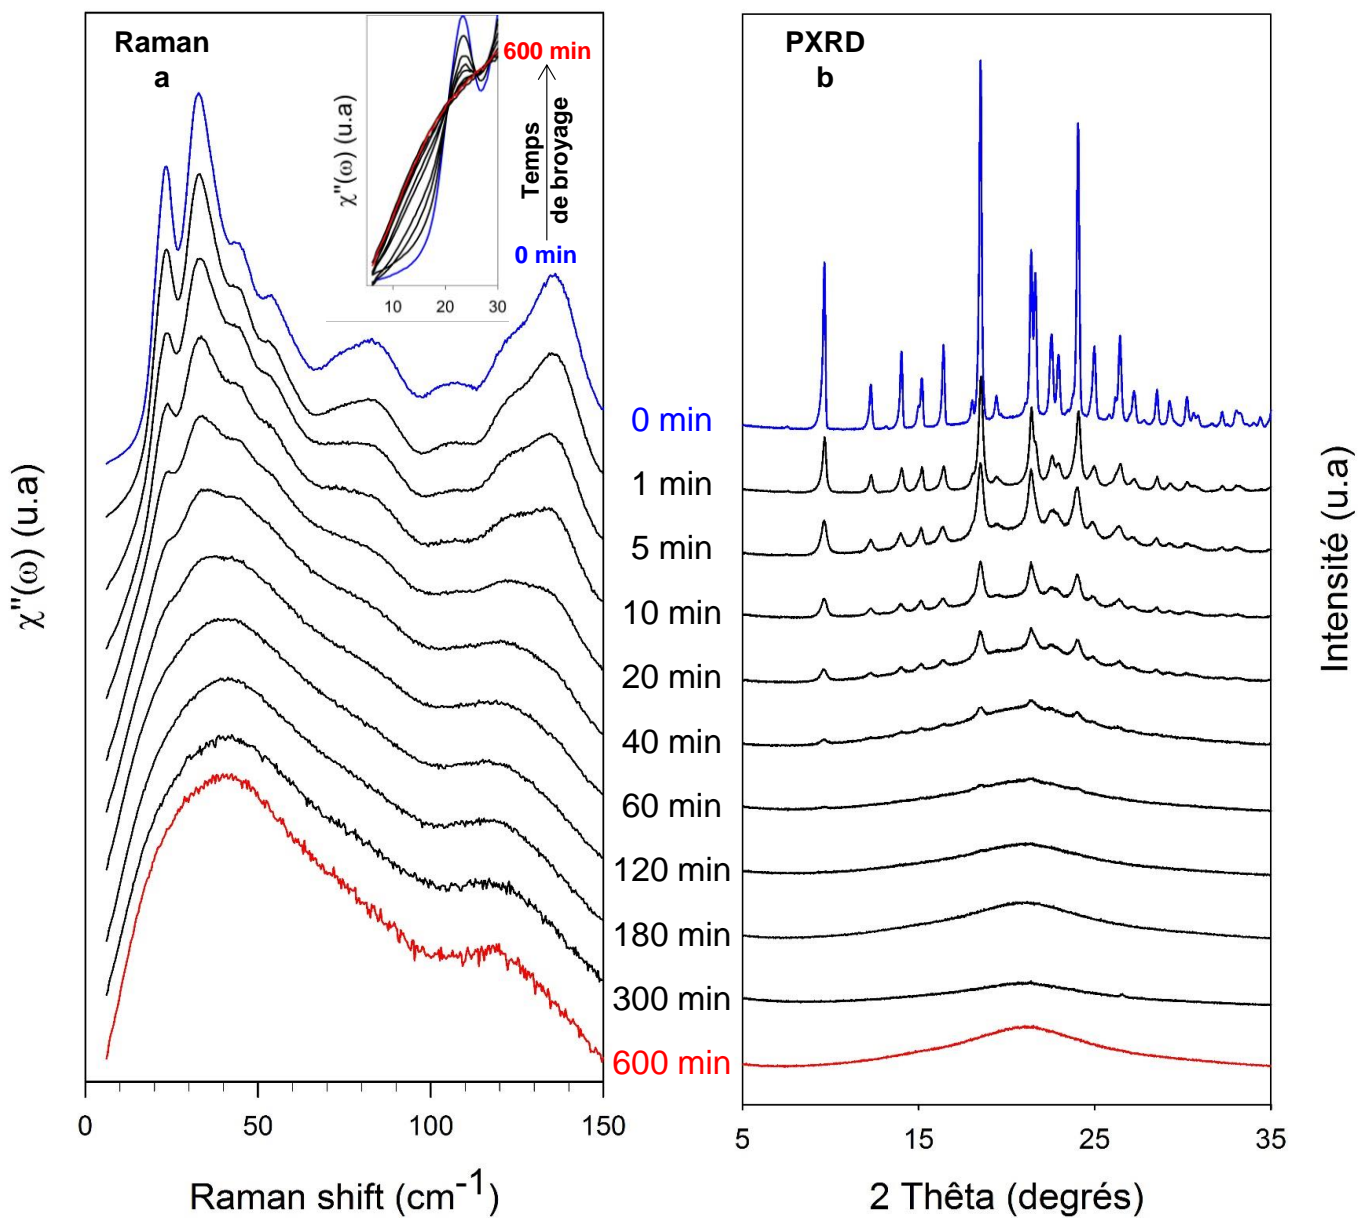 Raman
a
χ''(ω) (u.a)
10 20 30
600 min
Temps
de broyage
0 min
PXRD
b
χ''(ω) (u.a)
0 min
1 min
5 min
10 min
20 min
40 min
60 min
120 min
180 min
300 min
600 min
Intensité (u.a)
0 50 100 150
Raman shift (cm-1)
5 15 25 35
2 Thêta (degrés)